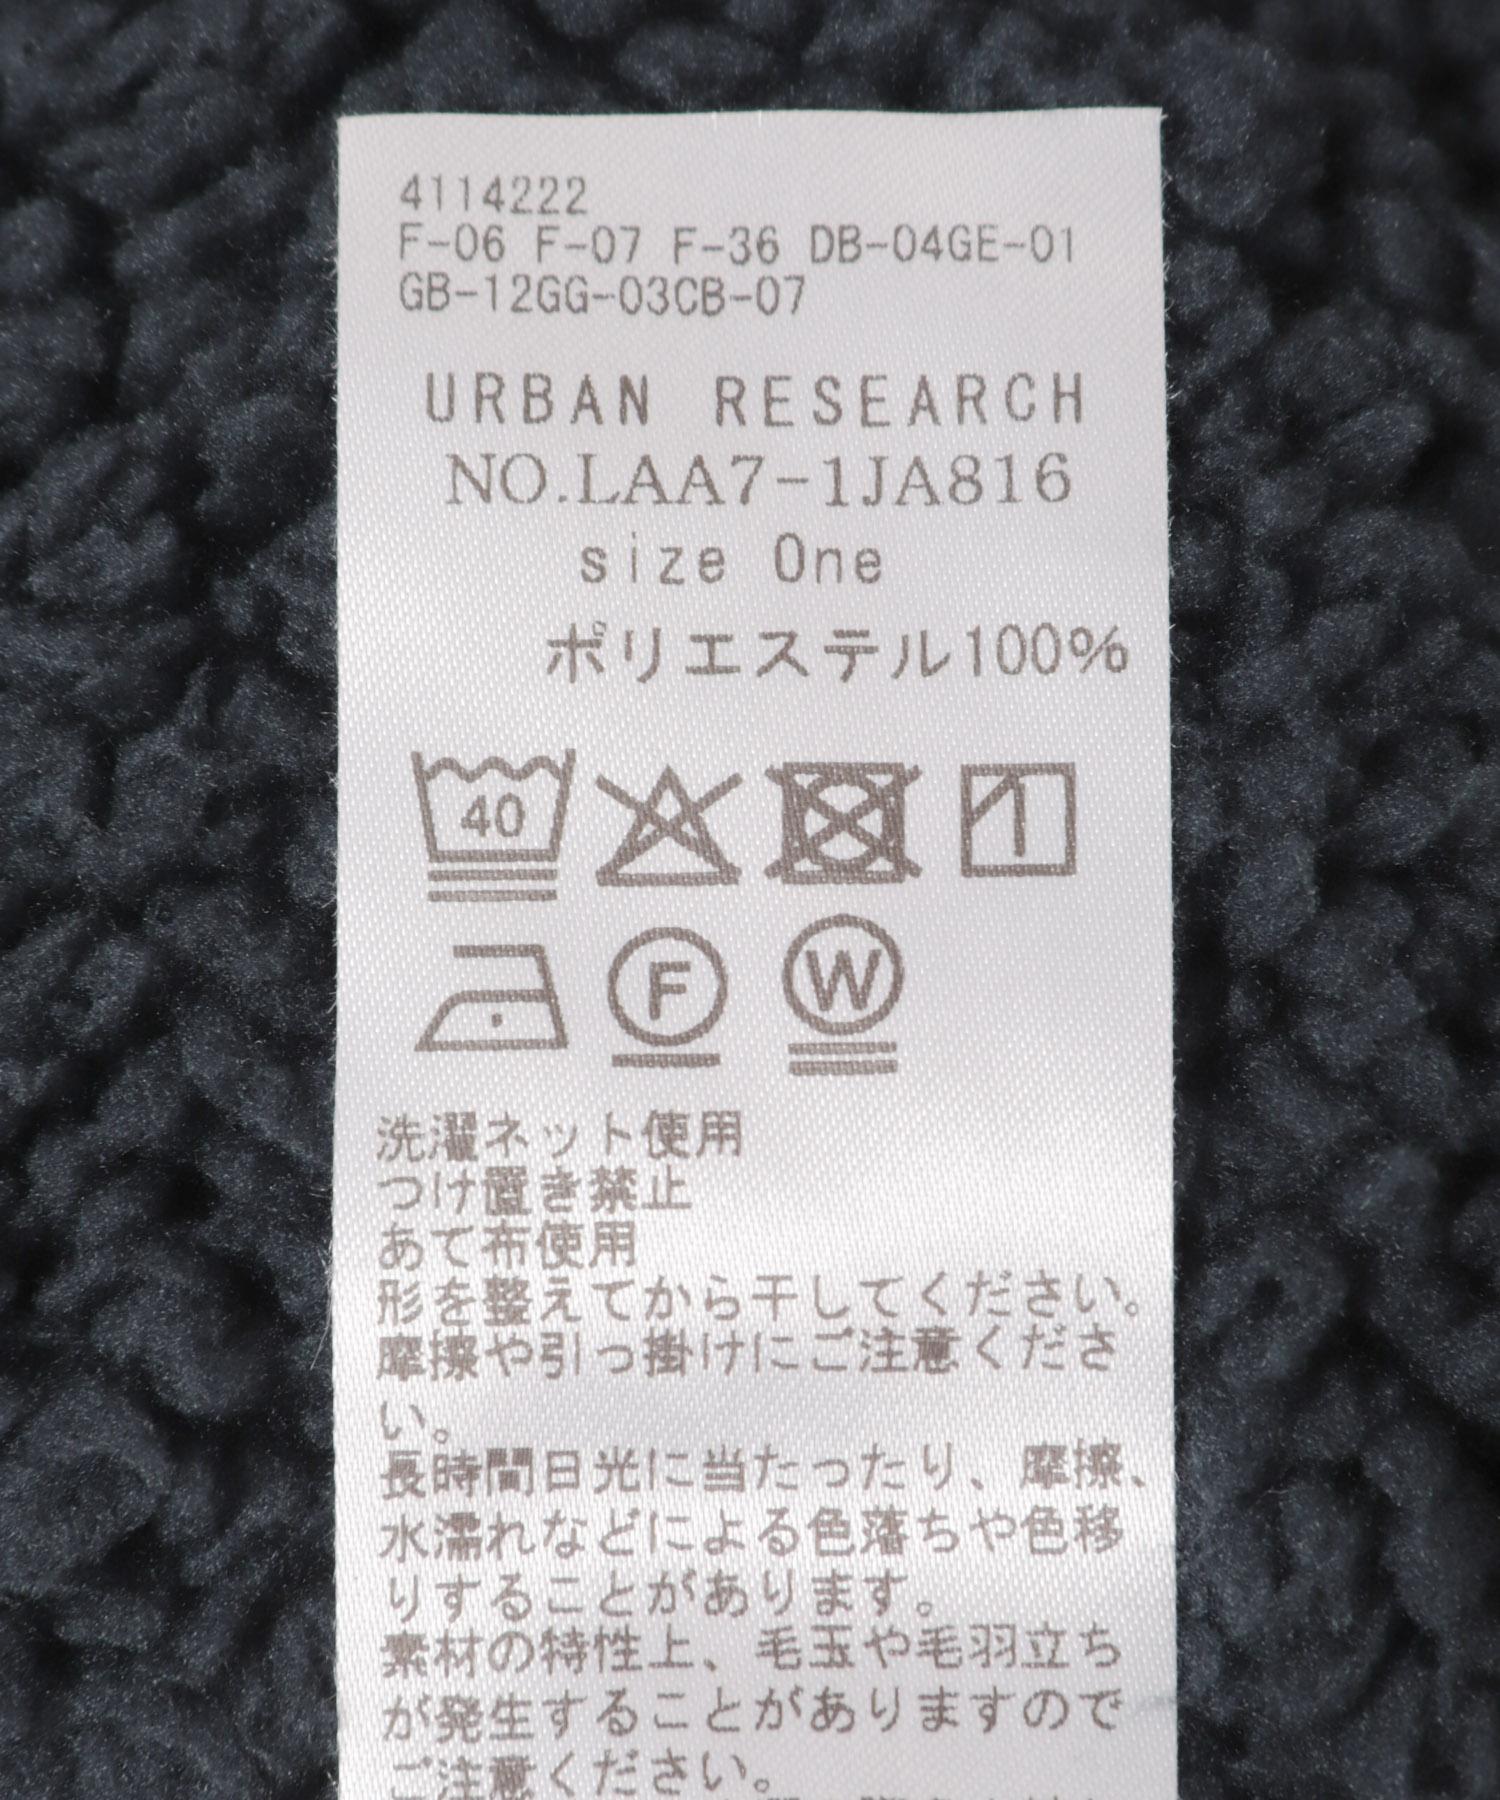 4114222
F-06 F-07 F-36 DB-04GE-01
GB-12GG-03CB-07
URBAN RESEARCH
NO.LAA7-1JA816
size One
ポリエステル100%
40
F
W
洗濯ネット使用
つけ置き禁止
あて布使用
形を整えてから干してください。
摩擦や引っ掛けにご注意くださ
い。
長時間日光に当たったり、摩擦、
水濡れなどによる色落ちや色移
りすることがあります。
素材の特性上、毛玉や毛羽立ち
が発生することがありますので
ご注意ください。